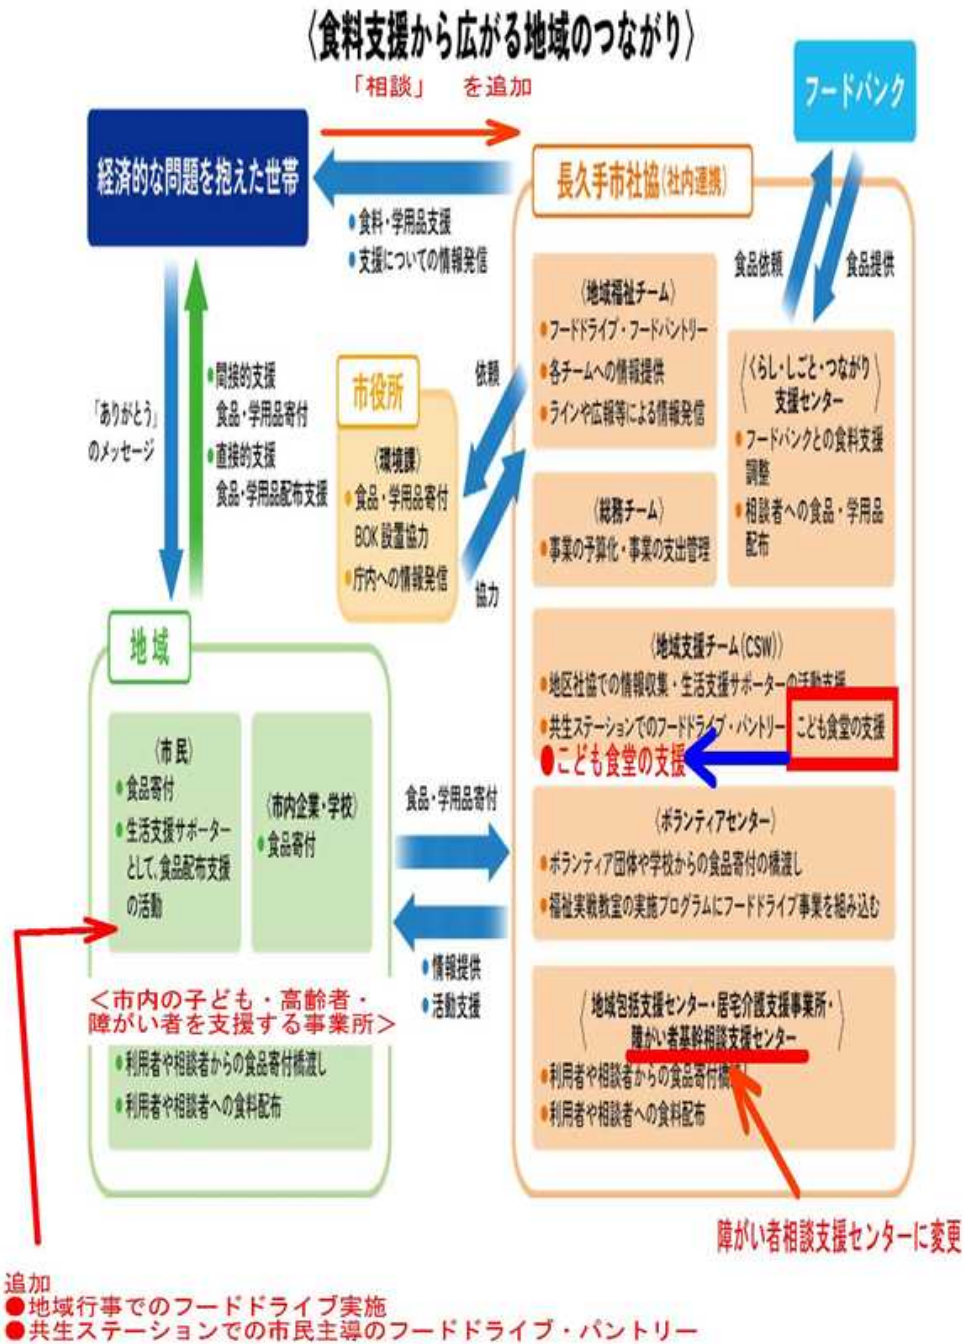 〈食料支援から広がる地域のつながり〉
「相談」　を追加
フードバンク
経済的な問題を抱えた世帯
長久手市社協(社内連携)
●食料・学用品支援
●支援についての情報発信
食品依頼
食品提供
〈地域福祉チーム〉
●フードドライブ・フードパントリー
●各チームへの情報提供
●ラインや広報等による情報発信
〈くらし・しごと・つながり
支援センター〉
●フードバンクとの食料支援
調整
●相談者への食品・学用品
配布
依頼
市役所
〈環境課〉
●食品・学用品寄付
BOK 設置協力
●庁内への情報発信
協力
「ありがとう」
のメッセージ
●間接的支援
食品・学用品寄付
●直接的支援
食品・学用品配布支援
〈総務チーム〉
●事業の予算化・事業の支出管理
地域
〈地域支援チーム(CSW)〉
●地区社協での情報収集・生活支援サポーターの活動支援
●共生ステーションでのフードドライブ・パントリー
こども食堂の支援
●こども食堂の支援
〈市民〉
●食品寄付
●生活支援サポーター
として、食品配布支援
の活動
〈市内企業・学校〉
●食品寄付
食品・学用品寄付
〈ボランティアセンター〉
●ボランティア団体や学校からの食品寄付の橋渡し
●福祉実戦教室の実施プログラムにフードドライブ事業を組み込む
●情報提供
●活動支援
＜市内の子ども・高齢者・
障がい者を支援する事業所＞
●利用者や相談者からの食品寄付橋渡し
●利用者や相談者への食料配布
〈地域包括支援センター・居宅介護支援事業所・
障がい者基幹相談支援センター〉
●利用者や相談者からの食品寄付橋渡し
●利用者や相談者への食料配布
障がい者相談支援センターに変更
追加
●地域行事でのフードドライブ実施
●共生ステーションでの市民主導のフードドライブ・パントリー